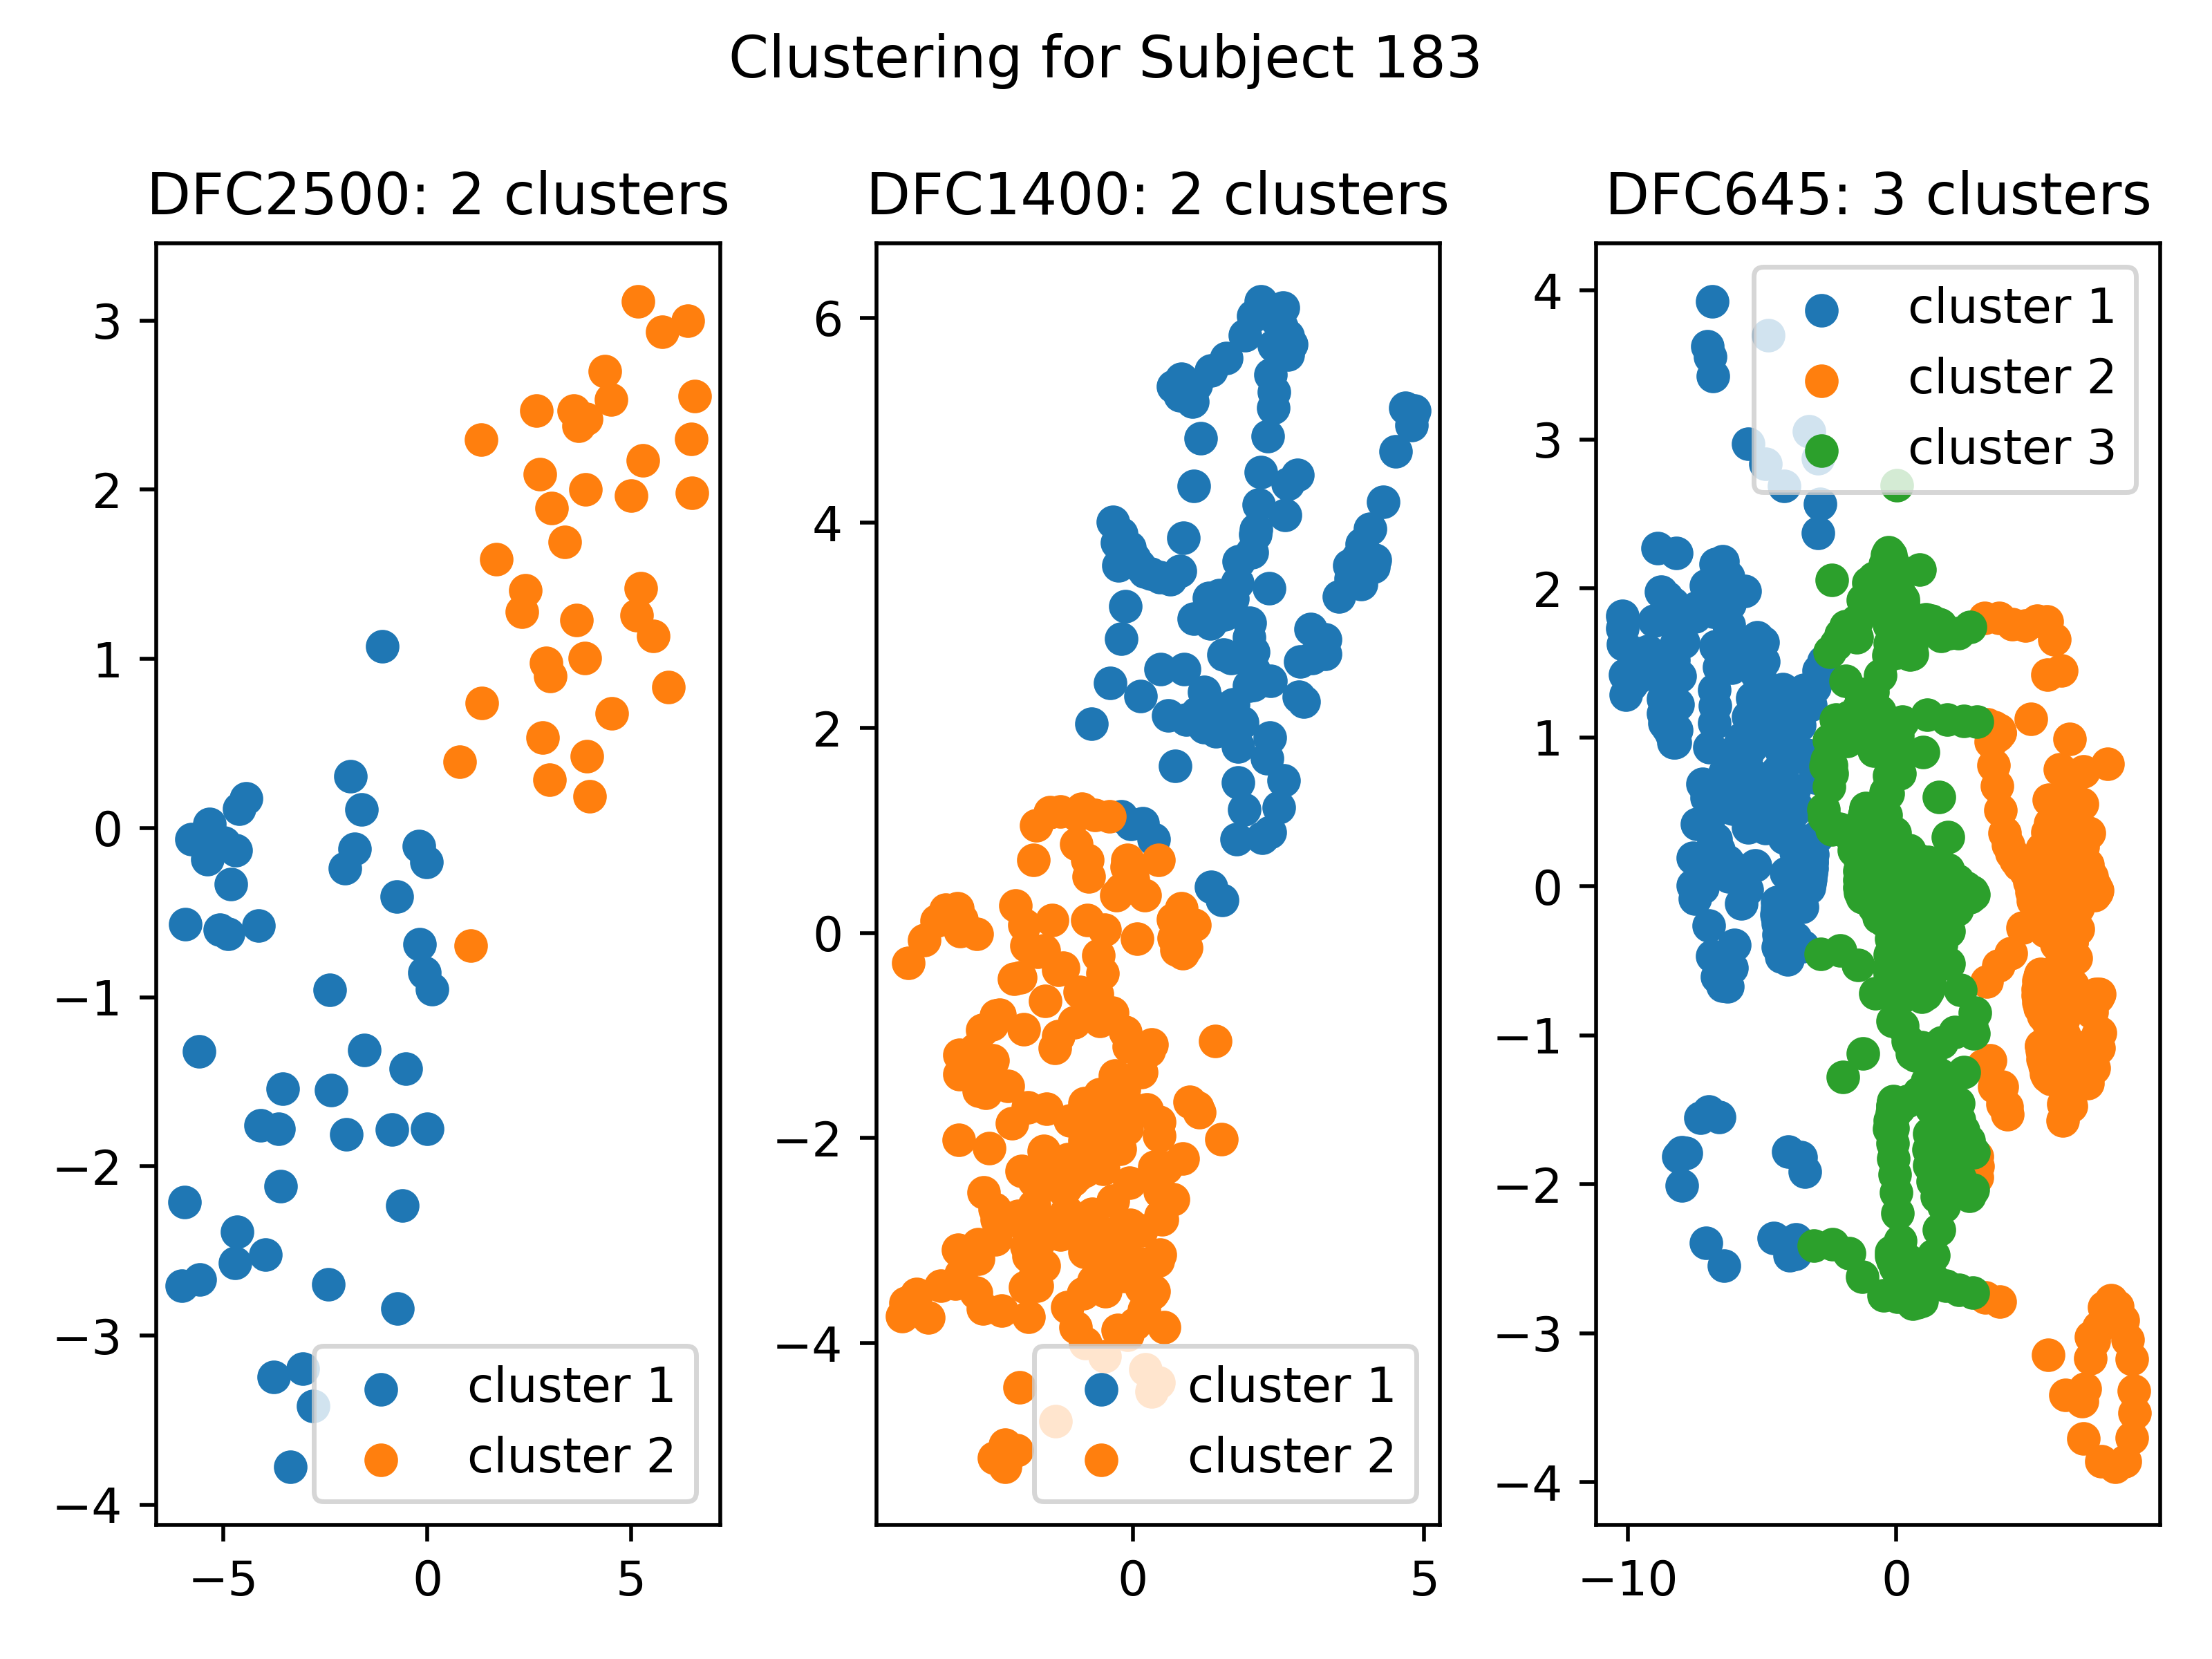 Clustering for Subject 183
DFC2500: 2 clusters
3
2
1
0
−1
−2
−3
−4
−5
0
5
cluster 1
cluster 2
DFC1400: 2 clusters
6
4
2
0
−2
−4
0
5
cluster 1
cluster 2
DFC645: 3 clusters
4
3
2
1
0
−1
−2
−3
−4
−10
0
cluster 1
cluster 2
cluster 3